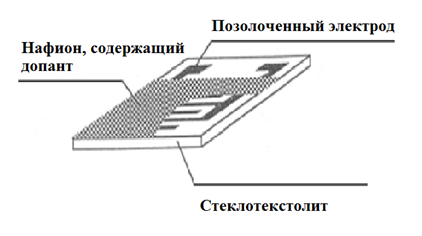 Позолоченный электрод
Нафион, содержащий
допант
Стеклотекстолит